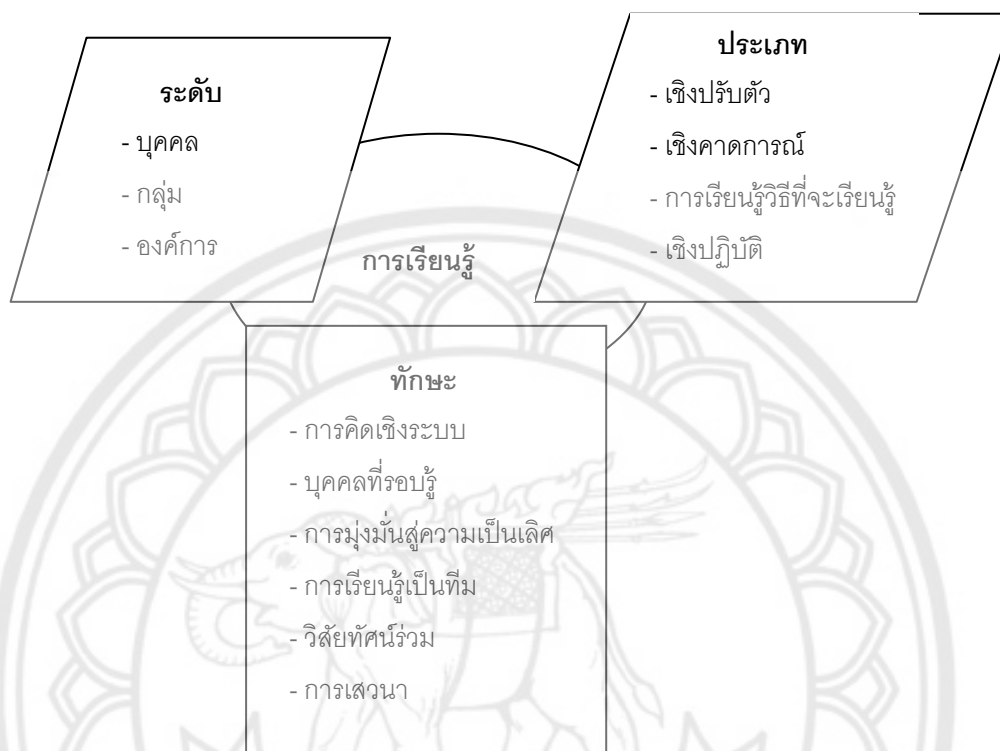 ระดับ
- บุคคล
- กลุ่ม
- องค์การ
ประเภท
- เชิงปรับตัว
- เชิงคาดการณ์
- การเรียนรู้วิธีที่จะเรียนรู้
- เชิงปฏิบัติ
การเรียนรู้
ทักษะ
- การคิดเชิงระบบ
- บุคคลที่รอบรู้
- การมุ่งมั่นสู่ความเป็นเลิศ
- การเรียนรู้เป็นทีม
- วิสัยทัศน์ร่วม
- การเสวนา